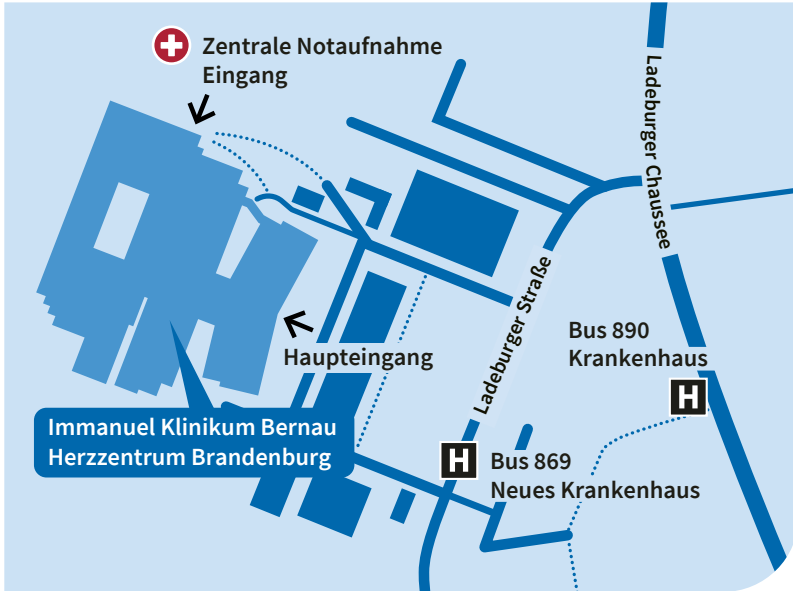 Zentrale Notaufnahme
Eingang
Ladeburger Chaussee
Ladeburger Straße
Bus 890
Krankenhaus
H
Haupteingang
Immanuel Klinikum Bernau
Herzzentrum Brandenburg
H
Bus 869
Neues Krankenhaus